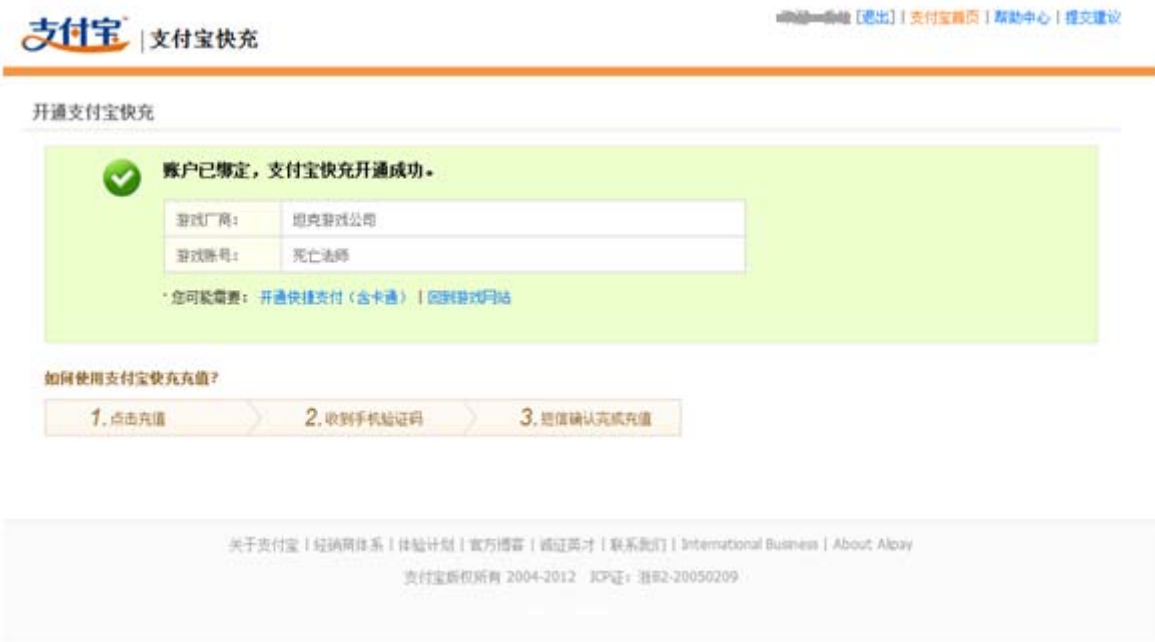 [退出] | 支付宝首页 | 帮助中心 | 提交建议
支付宝 | 支付宝快充
开通支付宝快充
账户已绑定，支付宝快充开通成功。
游戏厂商： 坦克游戏公司
游戏账号： 死亡法师
* 您可能需要： 开通快捷支付（含卡通） | 回到游戏网站
如何使用支付宝快充充值？
1. 点击充值 2. 收到手机验证码 3. 短信确认完成充值
关于支付宝 | 经销商体系 | 体验计划 | 官方博客 | 诚征英才 | 联系我们 | International Business | About Alipay
支付宝版权所有 2004-2012 ICP证：浙B2-20050209